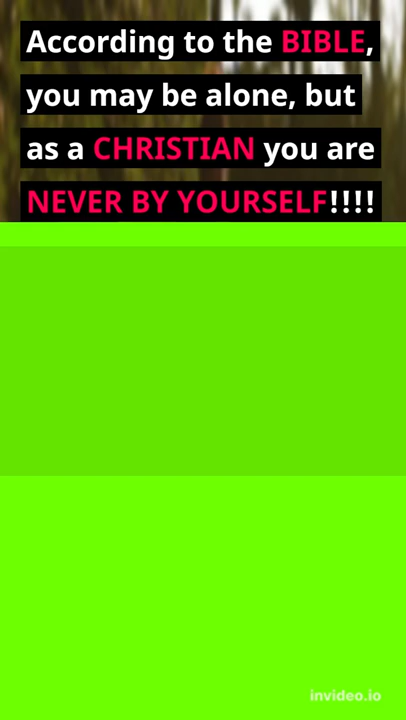 According to the BIBLE,
you may be alone, but
as a CHRISTIAN you are
NEVER BY YOURSELF!!!!
invideo.io